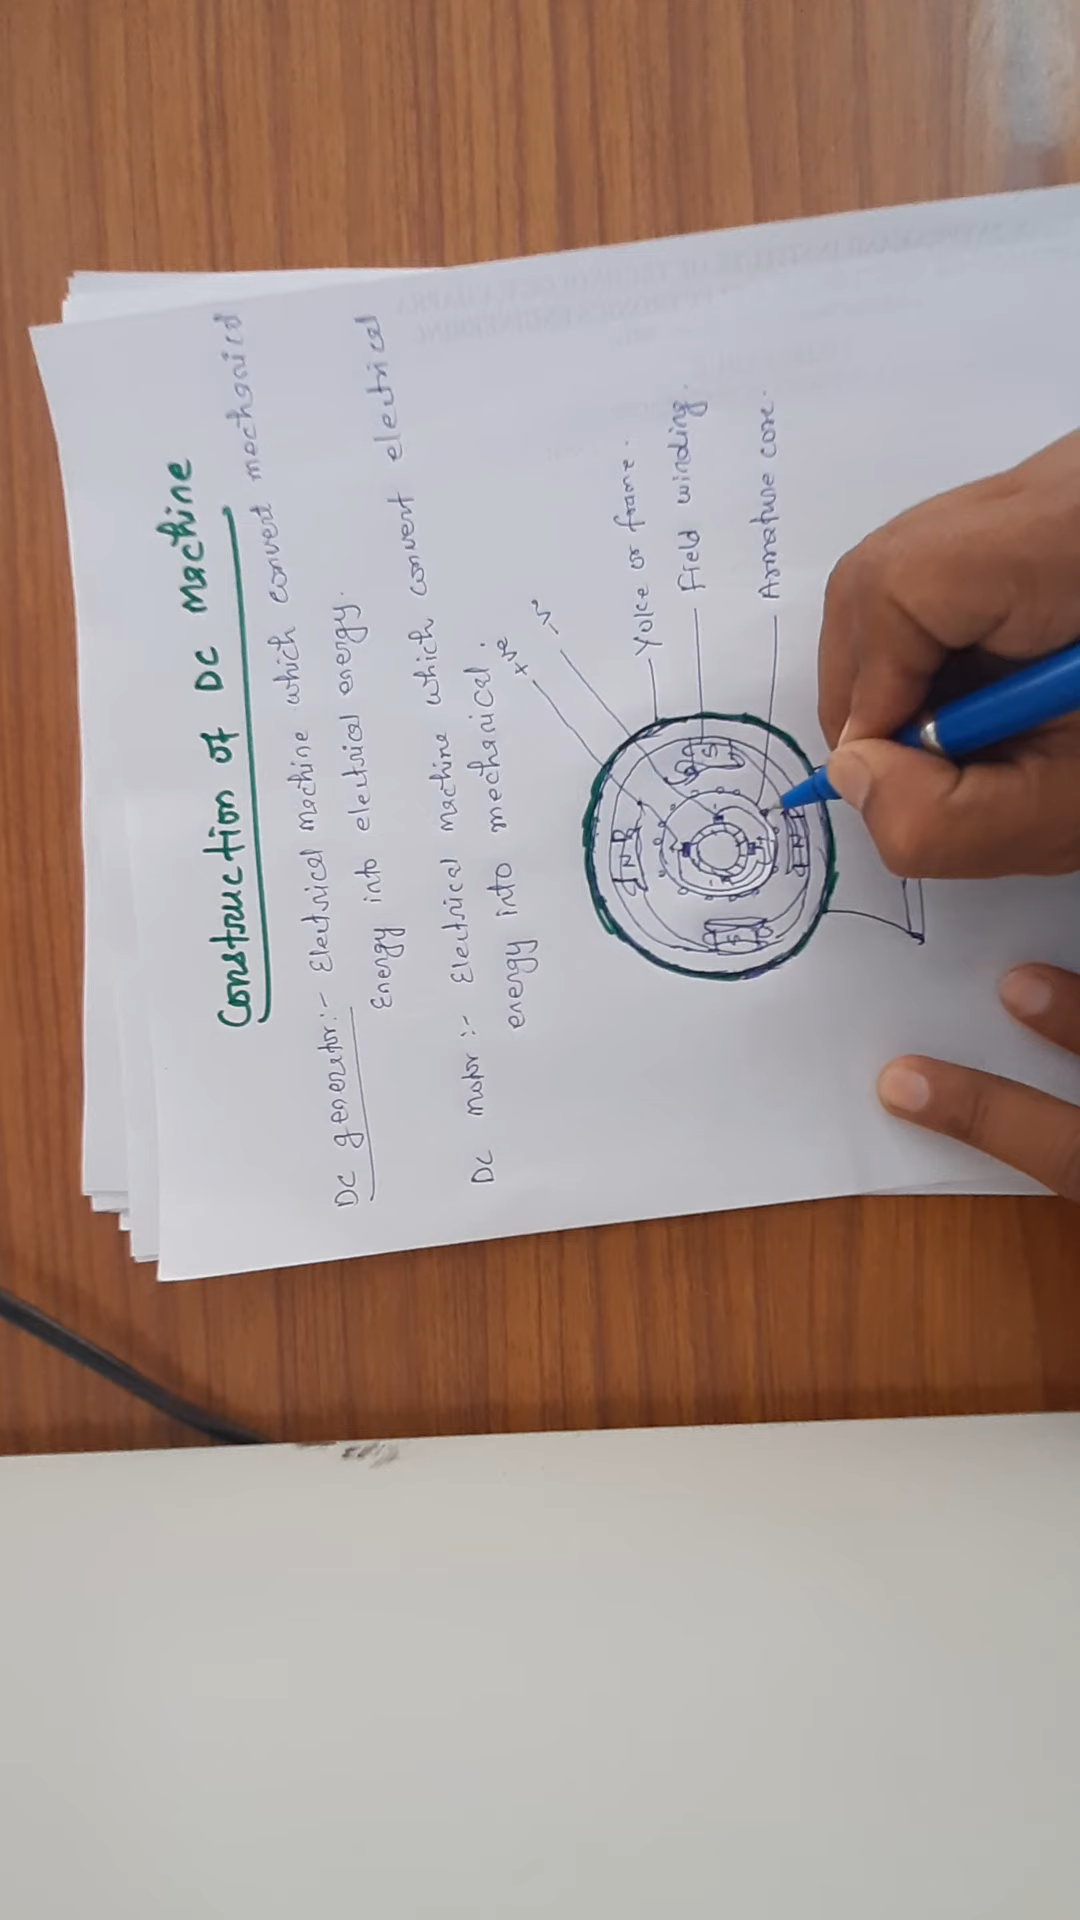 Construction of DC Machine
DC generator:- Electrical machine which convert mechanical
Energy into electrical energy.
DC motor:- Electrical machine which convert electrical
energy into mechanical.
+ve
-ve
Yoke or frame.
Field winding.
Armature core.
N
S
S
N